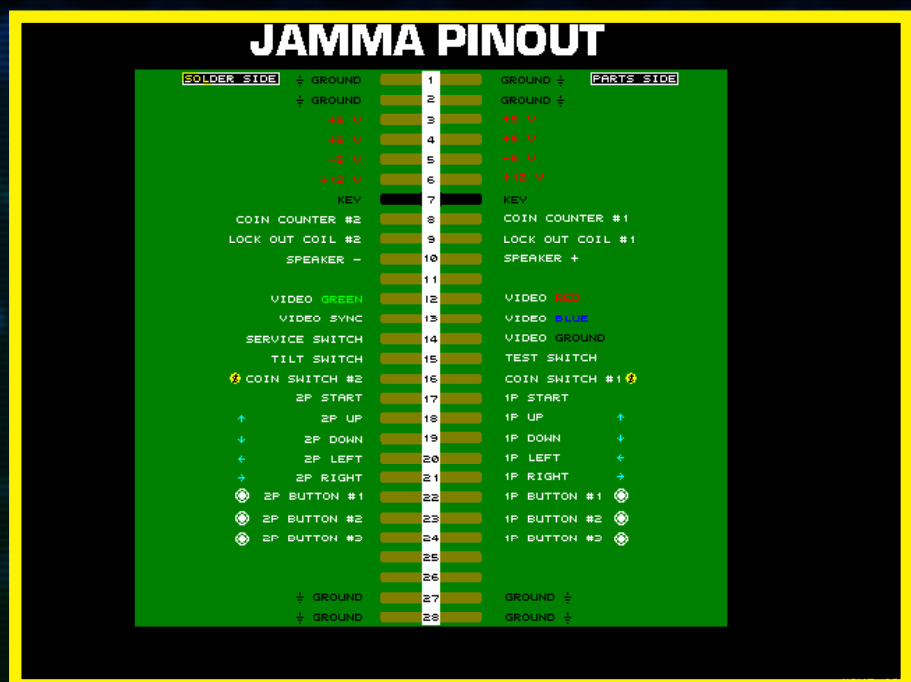 JAMMA PINOUT
SOLDER SIDE GROUND 1 GROUND PARTS SIDE
GROUND 2 GROUND
+5 V 3 +5 V
+5 V 4 +5 V
-5 V 5 -5 V
+12 V 6 +12 V
KEY 7 KEY
COIN COUNTER #2 8 COIN COUNTER #1
LOCK OUT COIL #2 9 LOCK OUT COIL #1
SPEAKER - 10 SPEAKER +
11
VIDEO GREEN 12 VIDEO RED
VIDEO SYNC 13 VIDEO BLUE
SERVICE SWITCH 14 VIDEO GROUND
TILT SWITCH 15 TEST SWITCH
COIN SWITCH #2 16 COIN SWITCH #1
2P START 17 1P START
2P UP 18 1P UP
2P DOWN 19 1P DOWN
2P LEFT 20 1P LEFT
2P RIGHT 21 1P RIGHT
2P BUTTON #1 22 1P BUTTON #1
2P BUTTON #2 23 1P BUTTON #2
2P BUTTON #3 24 1P BUTTON #3
25
26
GROUND 27 GROUND
GROUND 28 GROUND